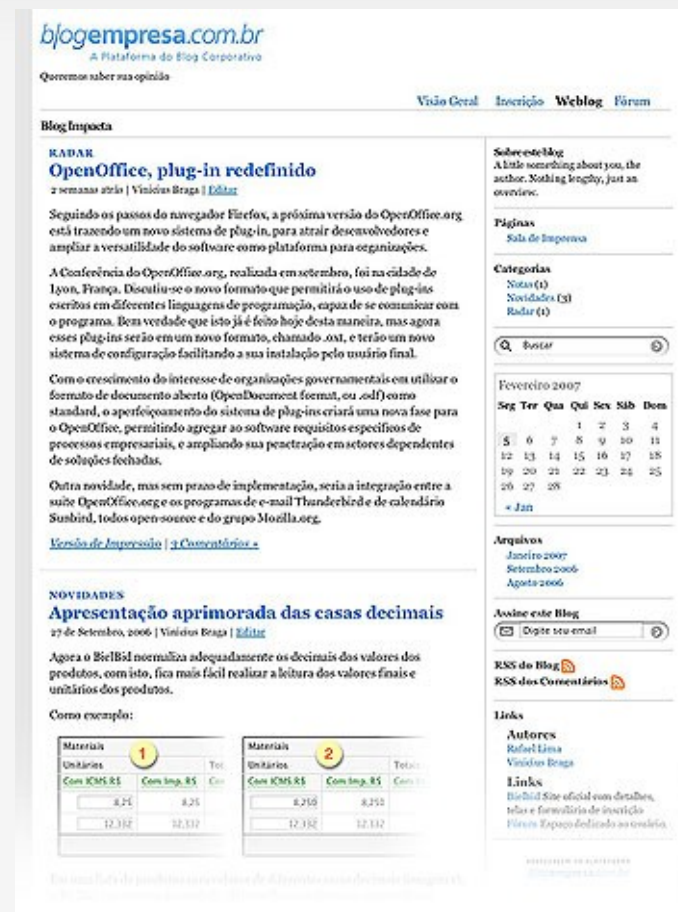 blogempresa.com.br
A Plataforma do Blog Corporativo
Queremos saber sua opinião
Visão Geral Inscrição Weblog Fórum
Blog Impacta
RADAR
OpenOffice, plug-in redefinido
2 semanas atrás | Vinicius Braga | Editar
Seguindo os passos do navegador Firefox, a próxima versão do OpenOffice.org
está trazendo um novo sistema de plug-in, para atrair desenvolvedores e
ampliar a versatilidade do software como plataforma para organizações.
A Conferência do OpenOffice.org, realizada em setembro, foi na cidade de
Lyon, França. Discutiu-se o novo formato que permitirá o uso de plug-ins
escritos em diferentes linguagens de programação, capaz de se comunicar com
o programa. Bem verdade que isto já é feito hoje desta maneira, mas agora
esses plug-ins serão em um novo formato, chamado .oxt, e terão um novo
sistema de configuração facilitando a sua instalação pelo usuário final.
Com o crescimento do interesse de organizações governamentais em utilizar o
formato de documento aberto (OpenDocument format, ou .odf) como
standard, o aperfeiçoamento do sistema de plug-ins criará uma nova fase para
o OpenOffice, permitindo agregar ao software requisitos específicos de
processos empresariais, e ampliando sua penetração em setores dependentes
de soluções fechadas.
Outra novidade, mas sem prazo de implementação, seria a integração entre a
suite OpenOffice.org e os programas de e-mail Thunderbird e de calendário
Sunbird, todos open-source e do grupo Mozilla.org.
Versão de Impressão | 3 Comentários »
NOVIDADES
Apresentação aprimorada das casas decimais
27 de Setembro, 2006 | Vinicius Braga | Editar
Agora o BielBid normaliza adequadamente os decimais dos valores dos
produtos, com isto, fica mais fácil realizar a leitura dos valores finais e
unitários dos produtos.
Como exemplo:
Materiais
1
Unitários
Com ICMS R$ Com Imp. R$
8,25 8,25
12,332 12,332
Materiais
2
Unitários
Com ICMS R$ Com Imp. R$
8,250 8,250
12,332 12,332
Sobre este blog
A little something about you, the
author. Nothing lengthy, just an
overview.
Páginas
Sala de Imprensa
Categorias
Notas (1)
Novidades (3)
Radar (1)
Buscar
Fevereiro 2007
Seg Ter Qua Qui Sex Sáb Dom
1 2 3 4
5 6 7 8 9 10 11
12 13 14 15 16 17 18
19 20 21 22 23 24 25
26 27 28
« Jan
Arquivos
Janeiro 2007
Setembro 2006
Agosto 2006
Assine este Blog
Digite seu email
RSS do Blog
RSS dos Comentários
Links
Autores
Rafael Lima
Vinicius Braga
Links
Bielbid Site oficial com detalhes,
telas e formulário de inscrição
Fórum Espaço dedicado ao usuário.